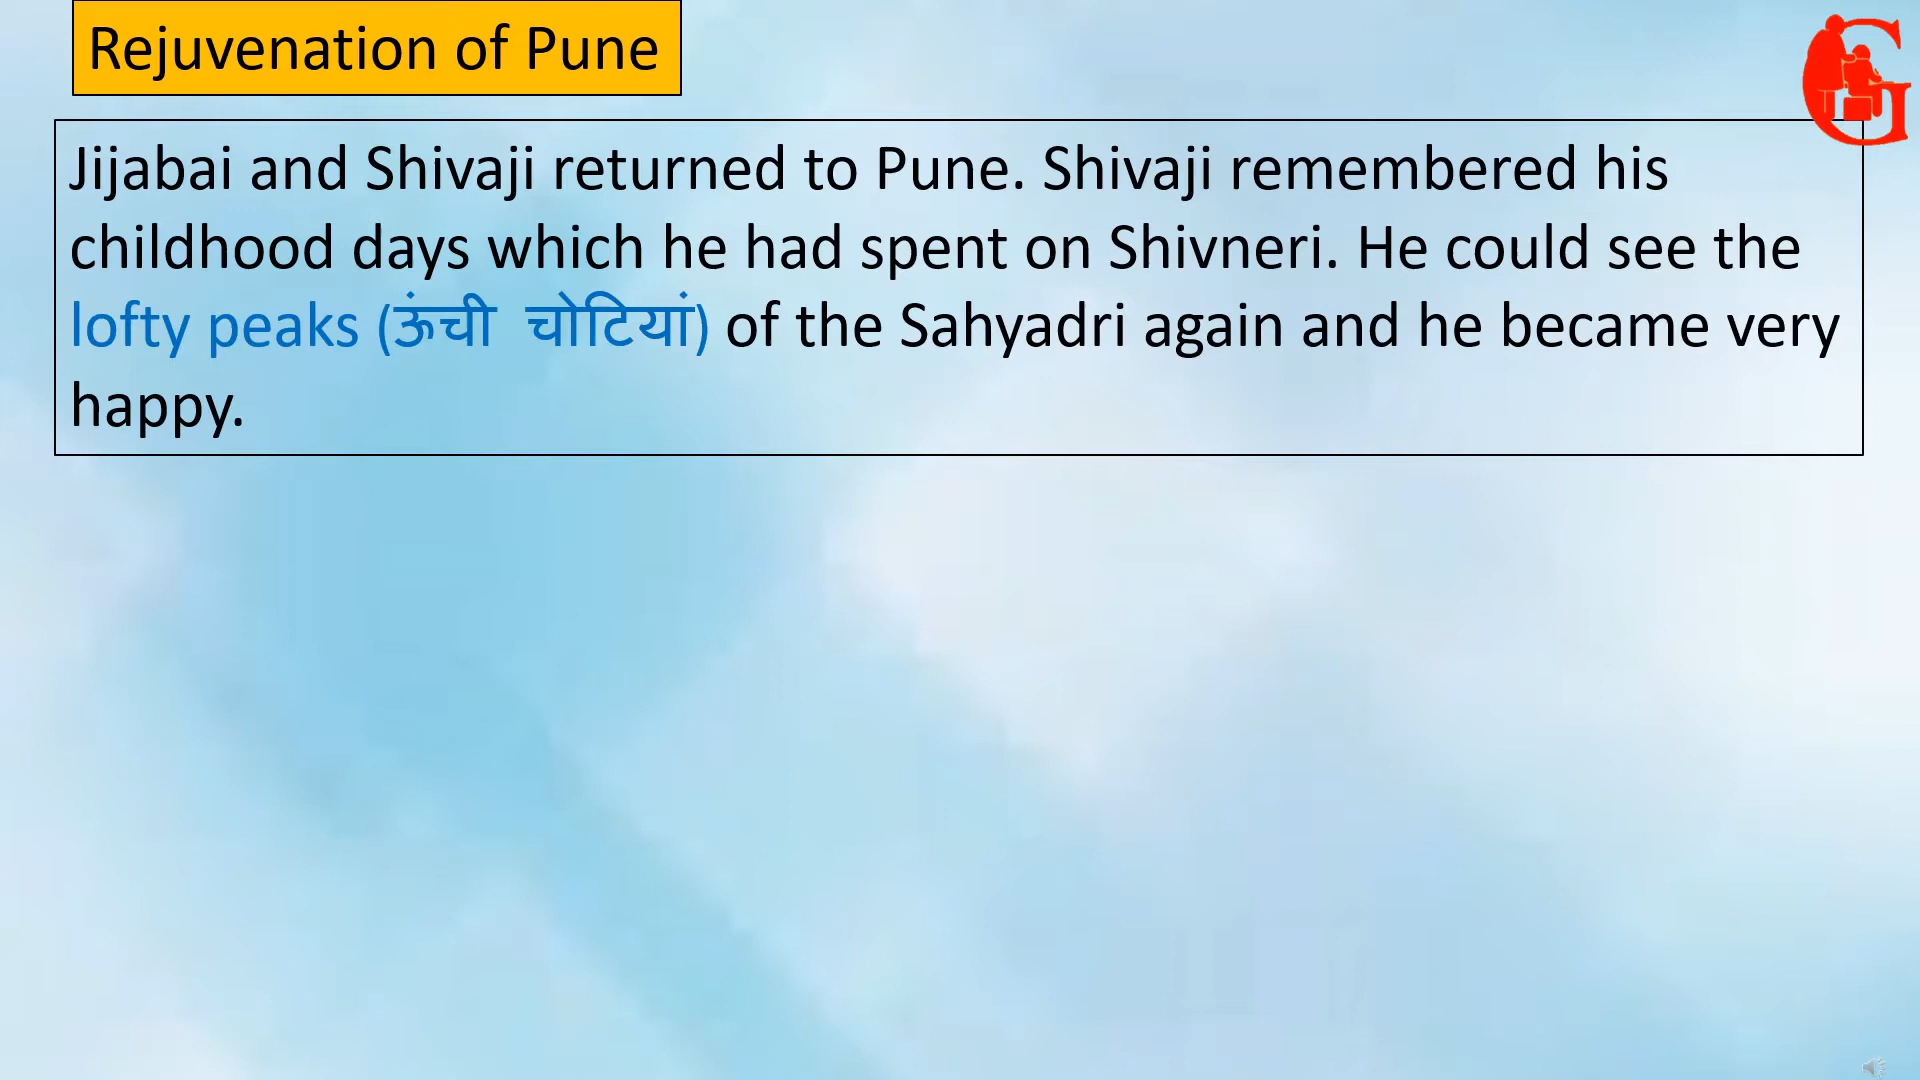 Rejuvenation of Pune
Jijabai and Shivaji returned to Pune. Shivaji remembered his
childhood days which he had spent on Shivneri. He could see the
lofty peaks (ऊंची चोटियां) of the Sahyadri again and he became very
happy.